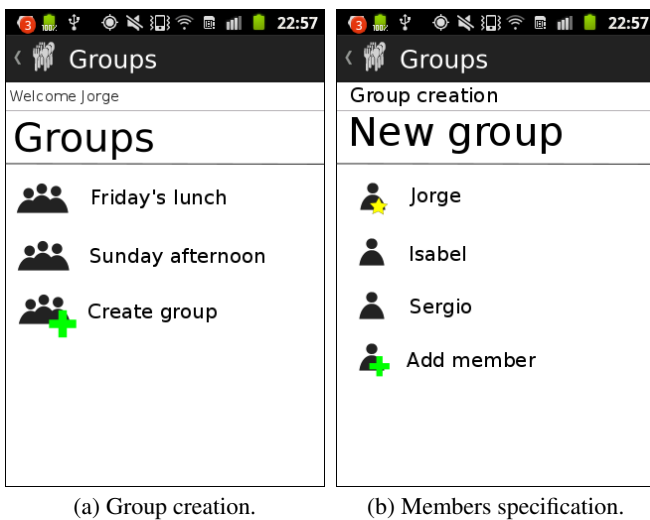 3 100% 22:57
Groups
Welcome Jorge
Groups
Friday's lunch
Sunday afternoon
Create group
(a) Group creation.
3 100% 22:57
Groups
Group creation
New group
Jorge
Isabel
Sergio
Add member
(b) Members specification.